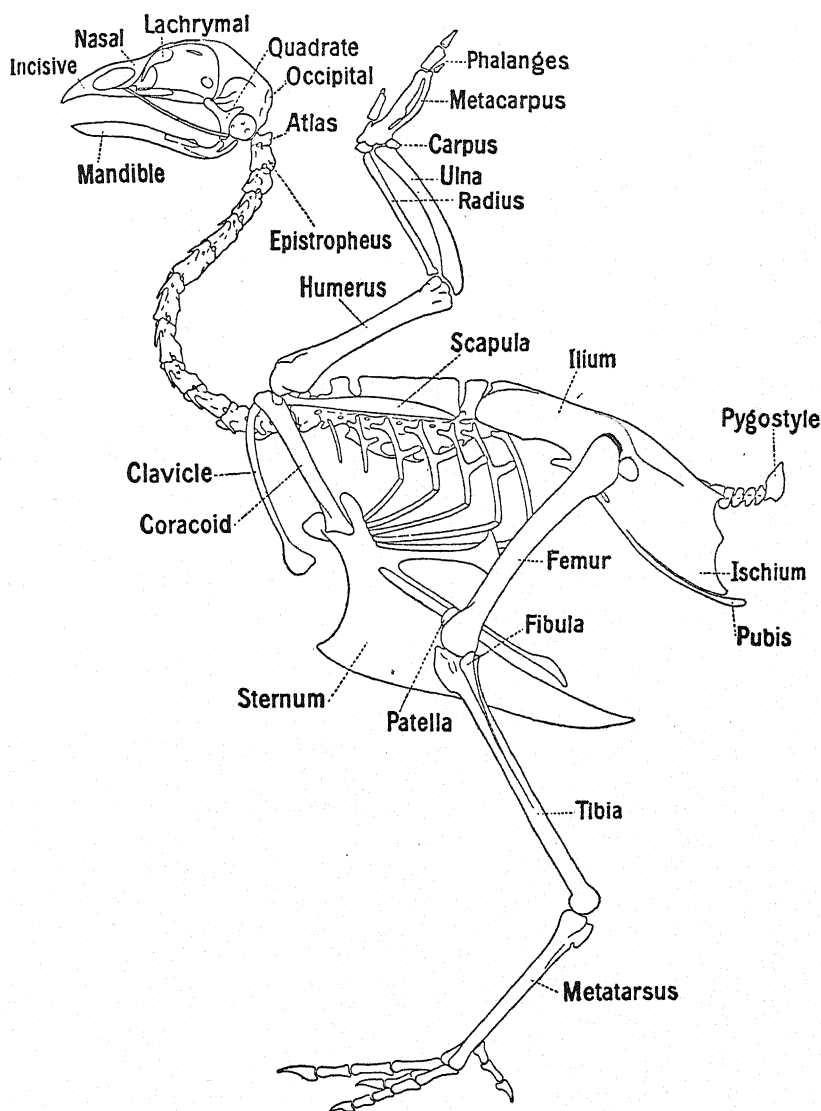 Lachrymal
Nasal
Quadrate
Incisive
Occipital
Phalanges
Metacarpus
Atlas
Carpus
Mandible
Ulna
Radius
Epistropheus
Humerus
Scapula
Ilium
Pygostyle
Clavicle
Coracoid
Femur
Ischium
Fibula
Pubis
Sternum
Patella
Tibia
Metatarsus